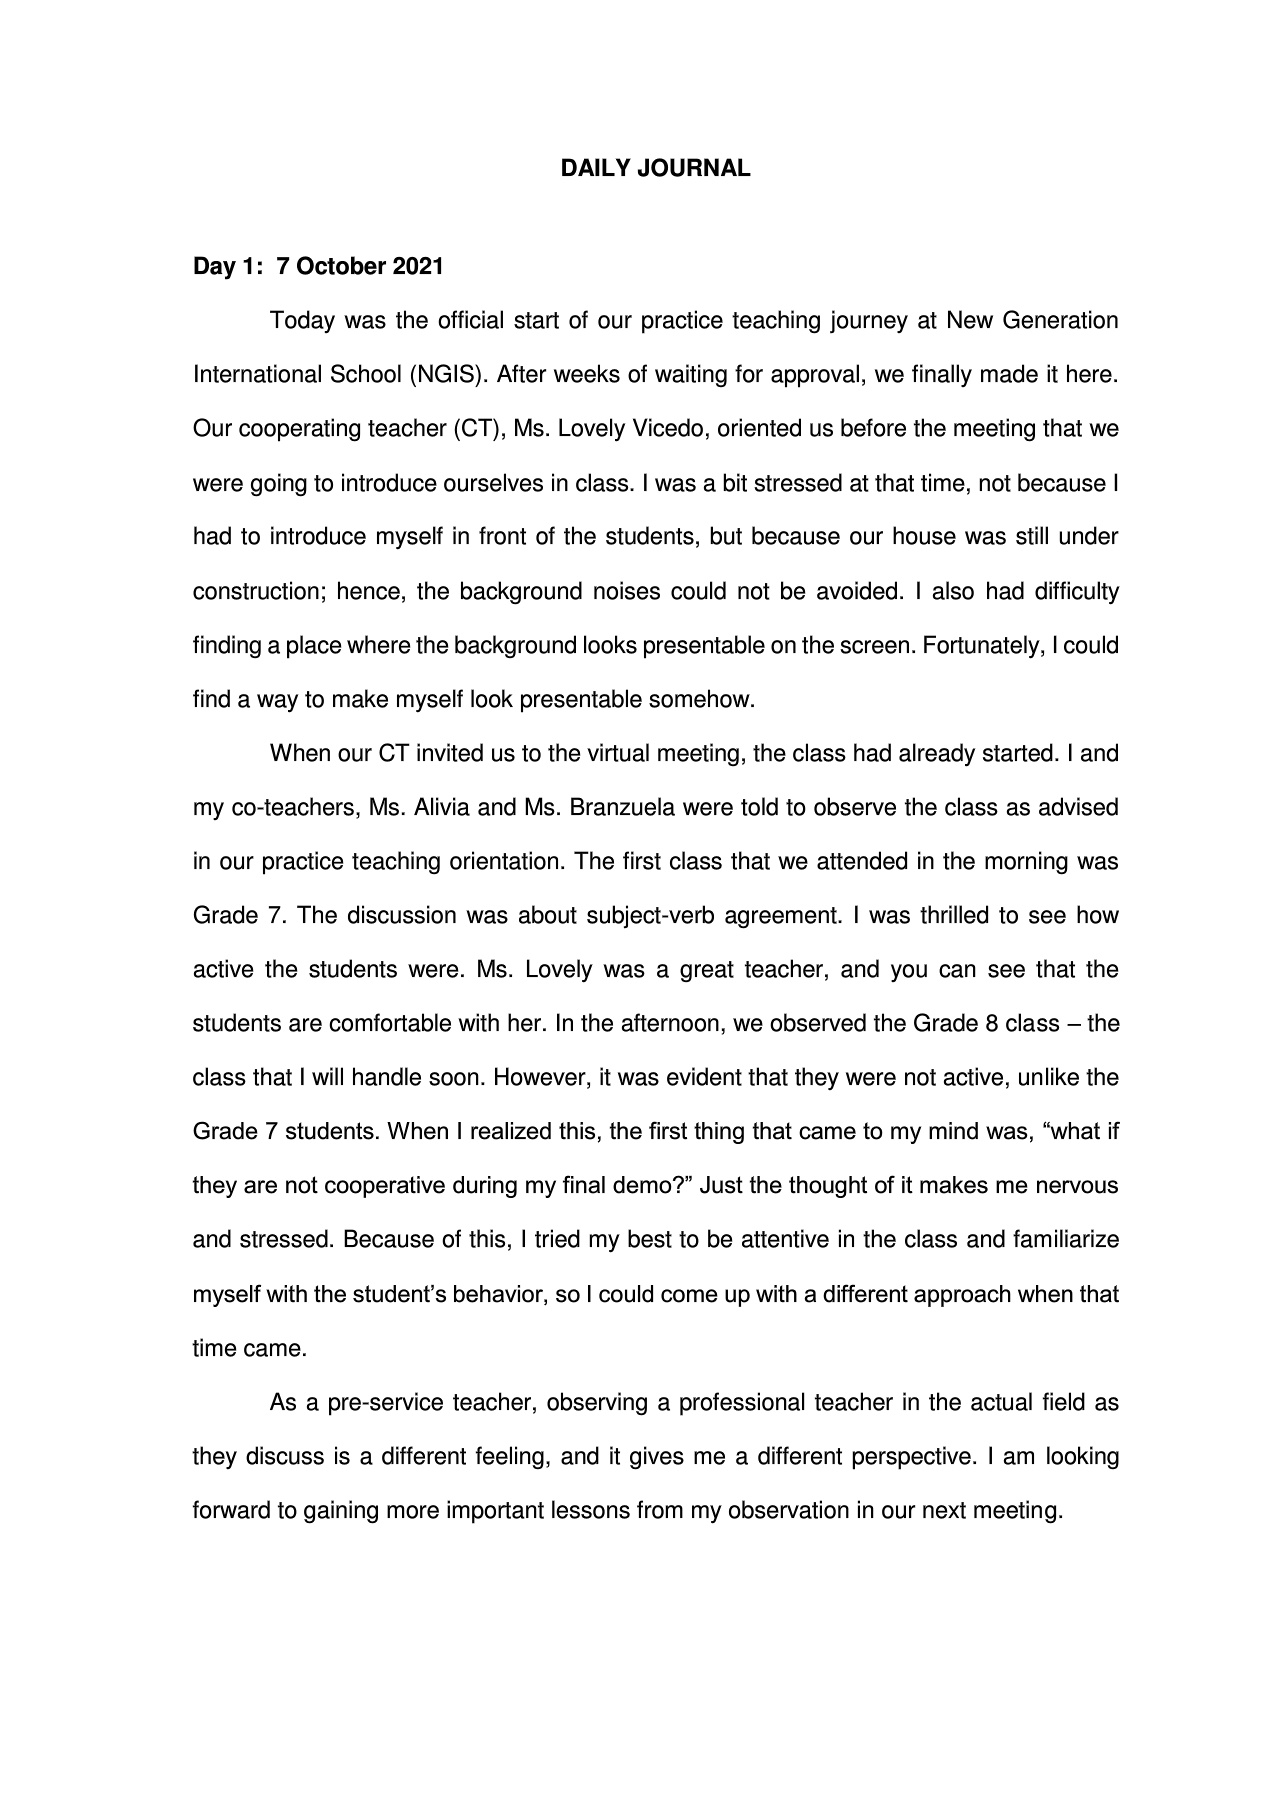 DAILY JOURNAL
Day 1:  7 October 2021
Today was the official start of our practice teaching journey at New Generation
International School (NGIS). After weeks of waiting for approval, we finally made it here.
Our cooperating teacher (CT), Ms. Lovely Vicedo, oriented us before the meeting that we
were going to introduce ourselves in class. I was a bit stressed at that time, not because I
had to introduce myself in front of the students, but because our house was still under
construction; hence, the background noises could not be avoided. I also had difficulty
finding a place where the background looks presentable on the screen. Fortunately, I could
find a way to make myself look presentable somehow.
When our CT invited us to the virtual meeting, the class had already started. I and
my co-teachers, Ms. Alivia and Ms. Branzuela were told to observe the class as advised
in our practice teaching orientation. The first class that we attended in the morning was
Grade 7. The discussion was about subject-verb agreement. I was thrilled to see how
active the students were. Ms. Lovely was a great teacher, and you can see that the
students are comfortable with her. In the afternoon, we observed the Grade 8 class – the
class that I will handle soon. However, it was evident that they were not active, unlike the
Grade 7 students. When I realized this, the first thing that came to my mind was, “what if
they are not cooperative during my final demo?” Just the thought of it makes me nervous
and stressed. Because of this, I tried my best to be attentive in the class and familiarize
myself with the student’s behavior, so I could come up with a different approach when that
time came.
As a pre-service teacher, observing a professional teacher in the actual field as
they discuss is a different feeling, and it gives me a different perspective. I am looking
forward to gaining more important lessons from my observation in our next meeting.